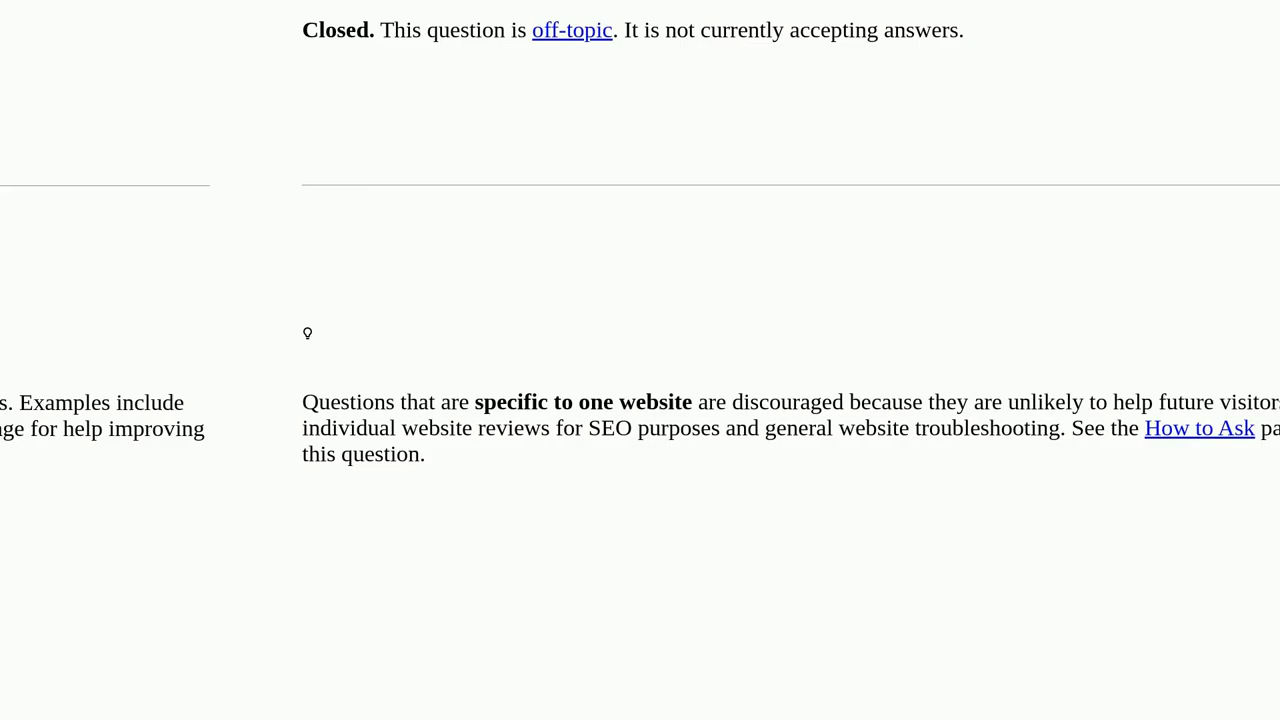 Closed. This question is off-topic. It is not currently accepting answers.
s. Examples include
ge for help improving
Questions that are specific to one website are discouraged because they are unlikely to help future visitors
individual website reviews for SEO purposes and general website troubleshooting. See the How to Ask pa
this question.